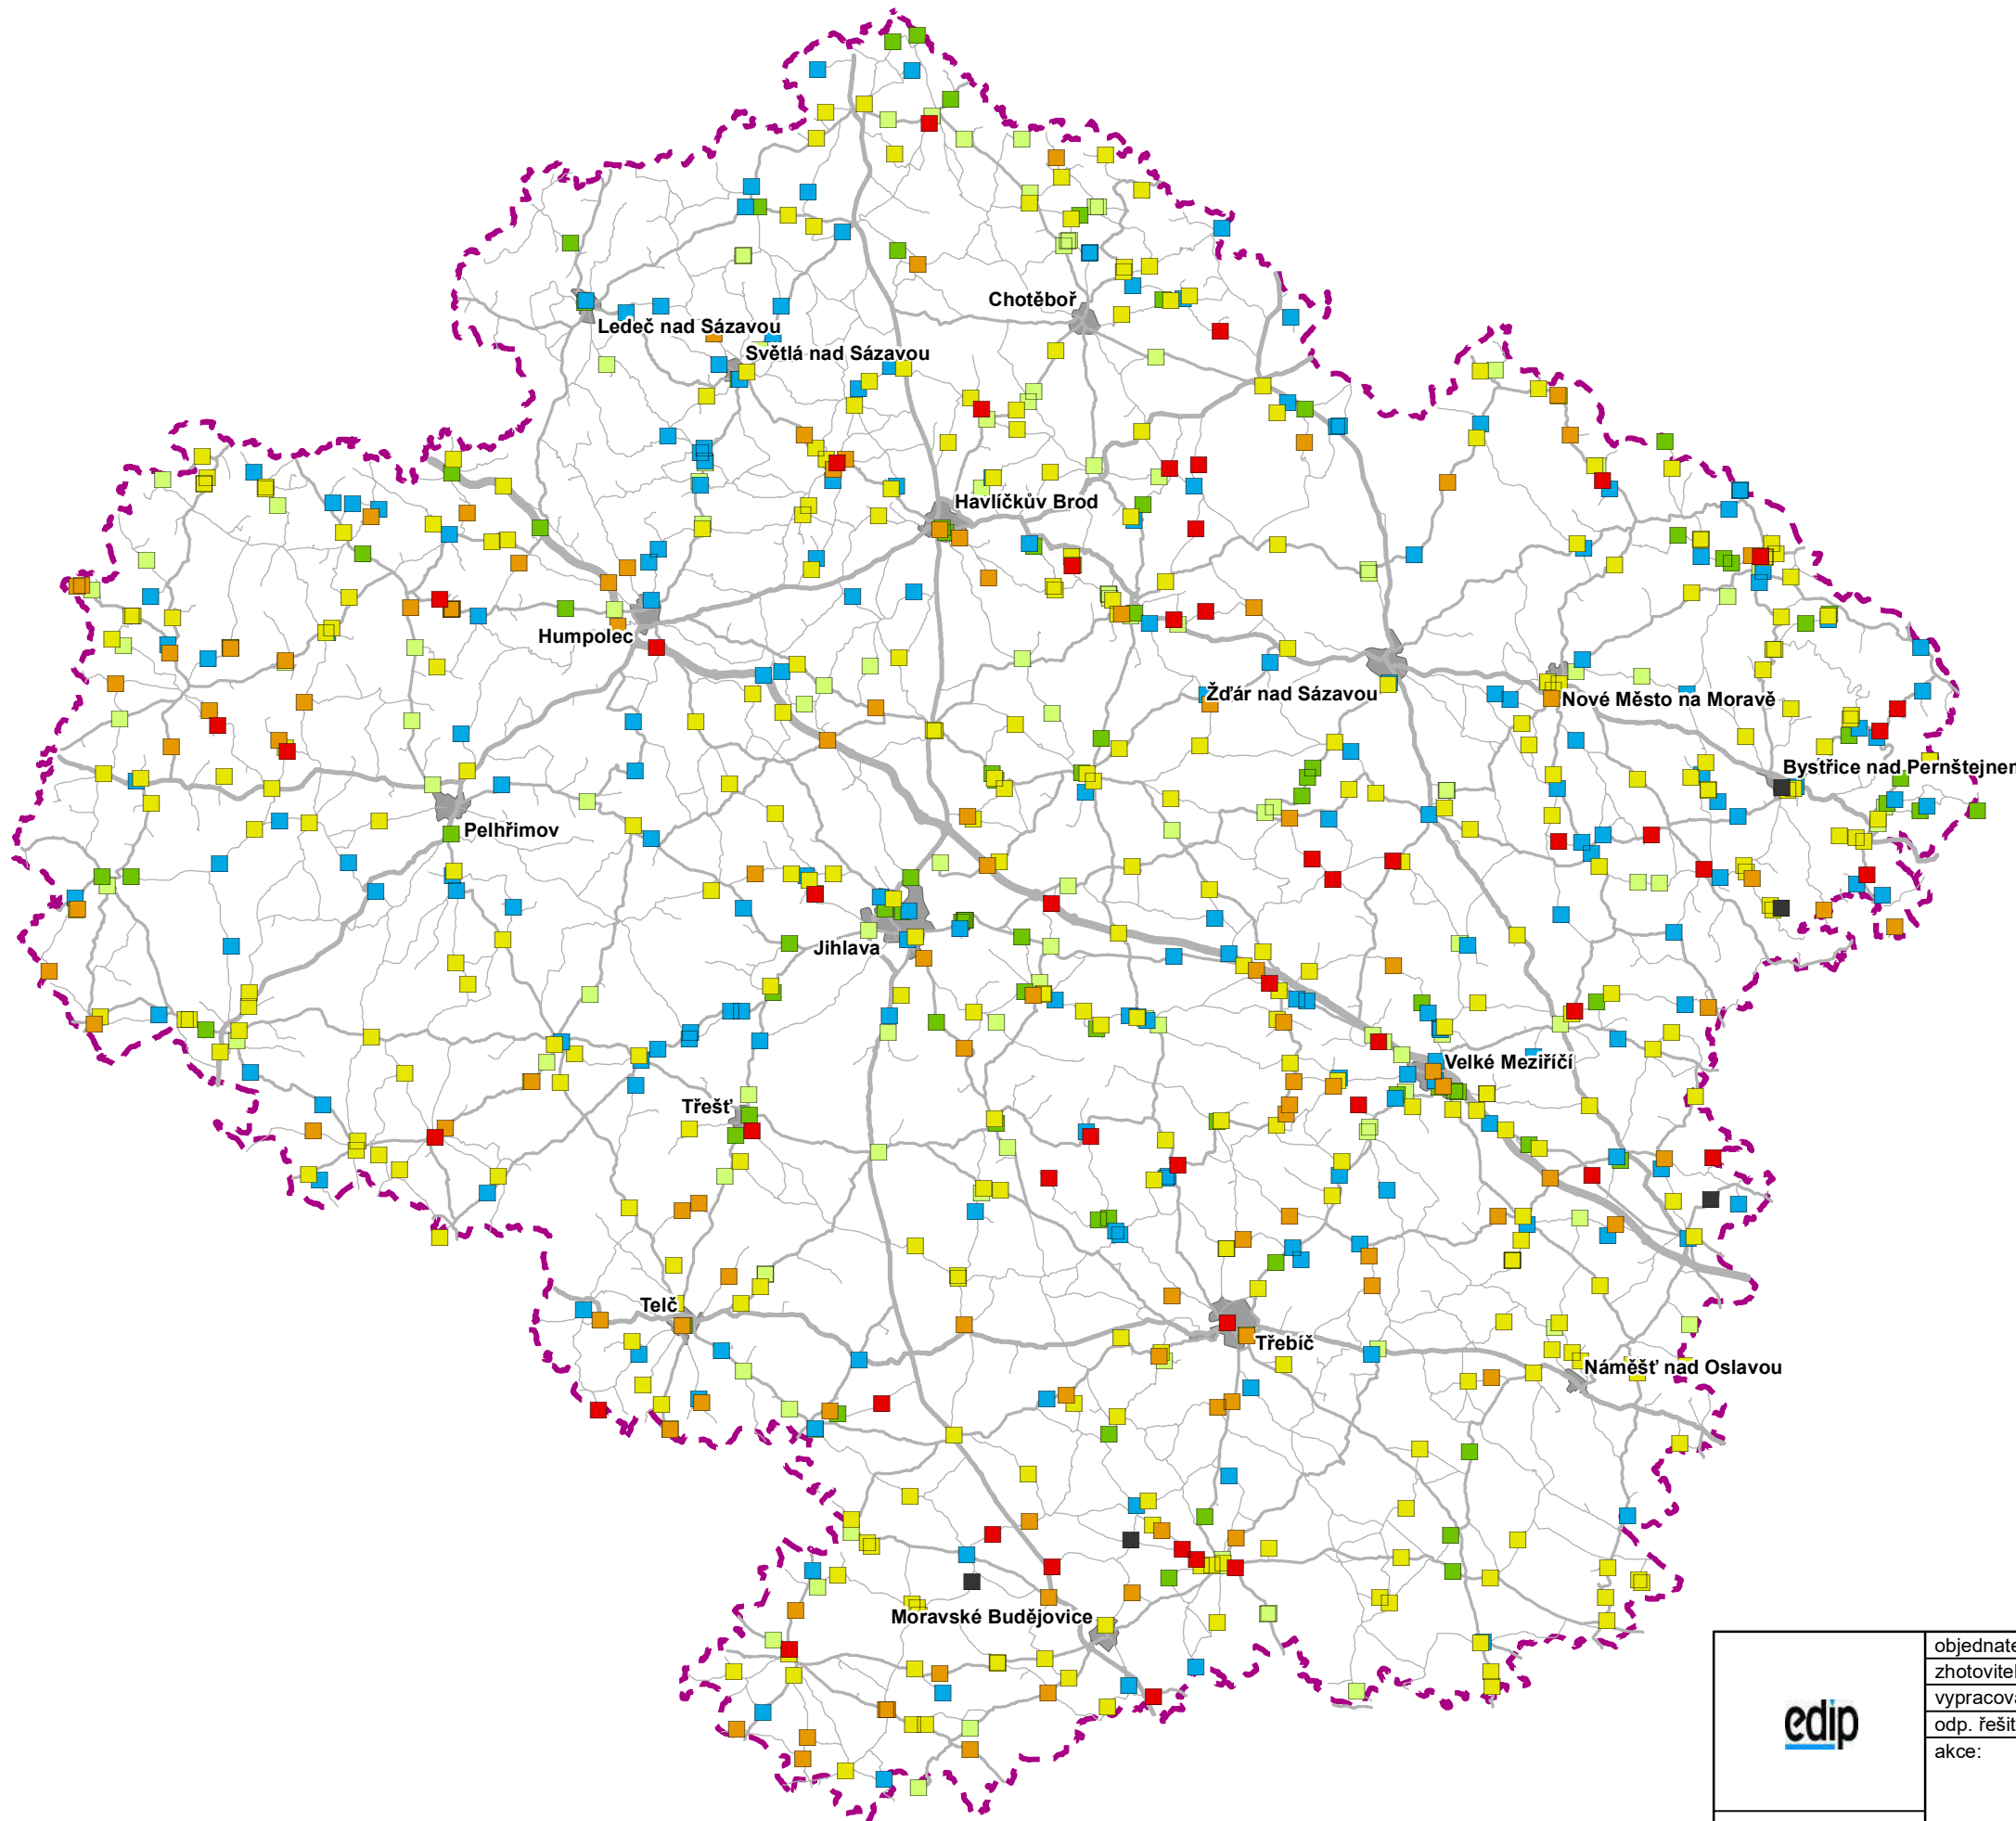 Chotěboř
Ledeč nad Sázavou
Světlá nad Sázavou
Havlíčkův Brod
Humpolec
Žďár nad Sázavou
Nové Město na Moravě
Bystřice nad Pernštejnem
Pelhřimov
Jihlava
Velké Meziříčí
Třešť
Telč
Třebíč
Náměšť nad Oslavou
Moravské Budějovice
edip
objednate
zhotovitel
vypracova
odp. řešit
akce: